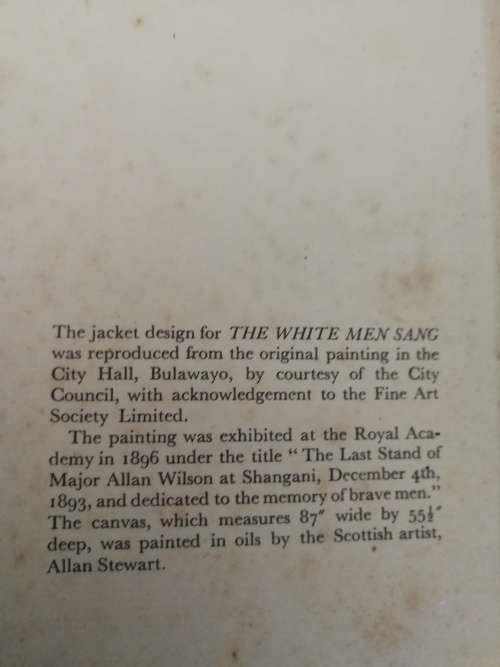 The jacket design for THE WHITE MEN SANG
was reproduced from the original painting in the
City Hall, Bulawayo, by courtesy of the City
Council, with acknowledgement to the Fine Art
Society Limited.
The painting was exhibited at the Royal Aca-
demy in 1896 under the title “ The Last Stand of
Major Allan Wilson at Shangani, December 4th,
1893, and dedicated to the memory of brave men.”
The canvas, which measures 87″ wide by 55½″
deep, was painted in oils by the Scottish artist,
Allan Stewart.